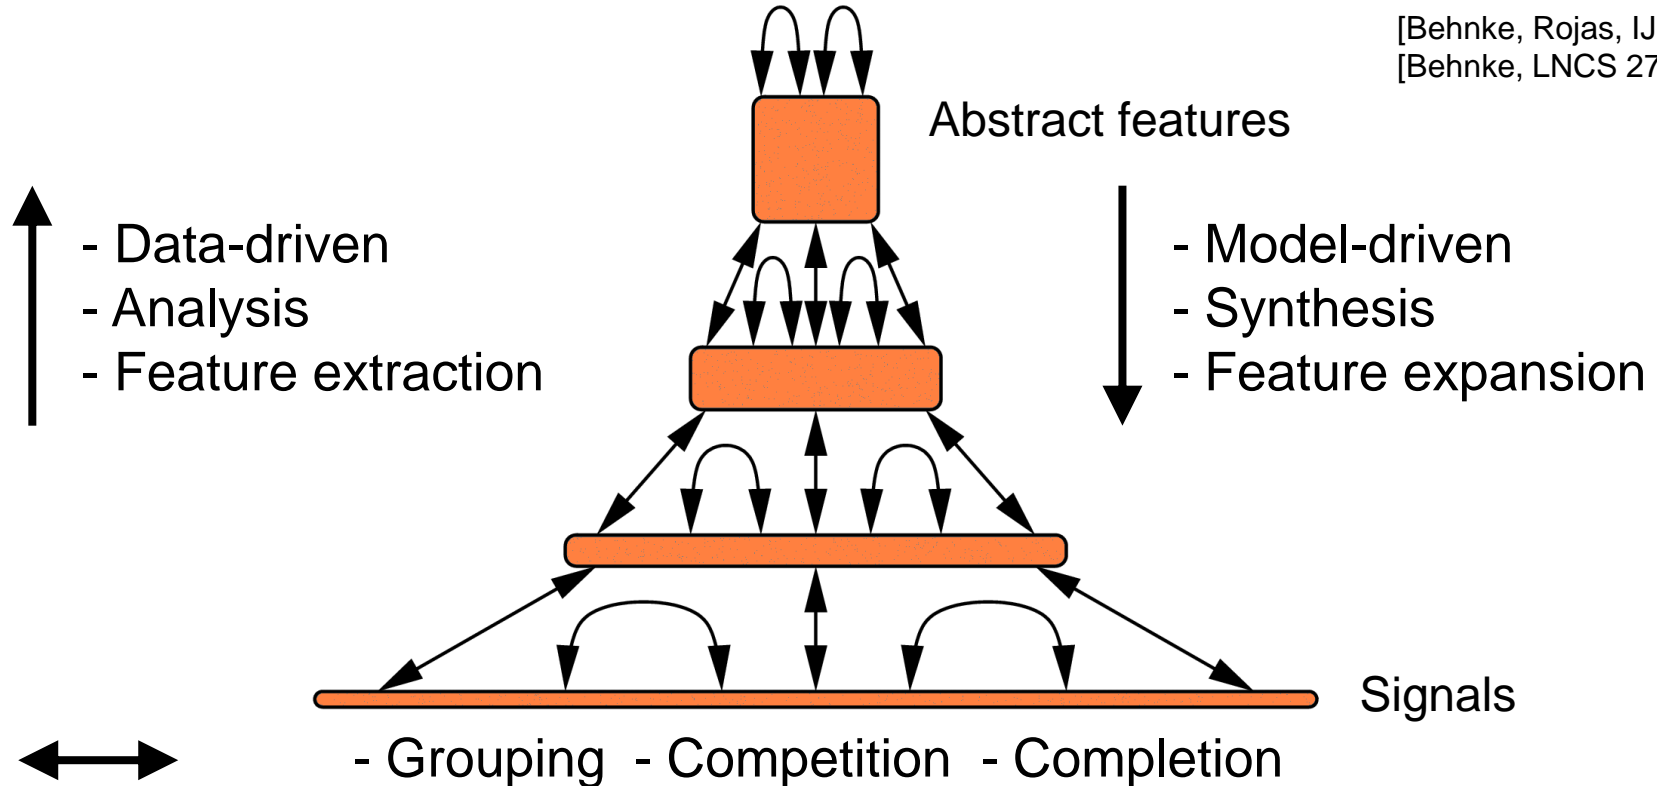 [Behnke, Rojas, IJ
[Behnke, LNCS 27
Abstract features
- Data-driven
- Analysis
- Feature extraction
- Model-driven
- Synthesis
- Feature expansion
Signals
- Grouping - Competition - Completion